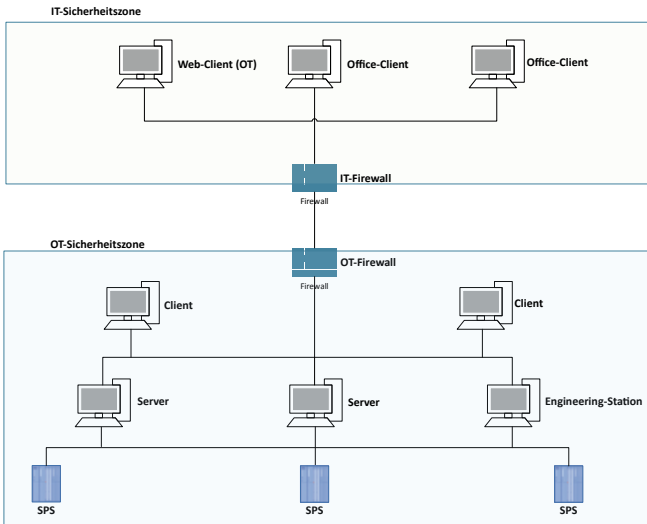 IT-Sicherheitszone
Web-Client (OT)
Office-Client
Office-Client
IT-Firewall
Firewall
OT-Sicherheitszone
OT-Firewall
Firewall
Client
Client
Server
Server
Engineering-Station
SPS
SPS
SPS